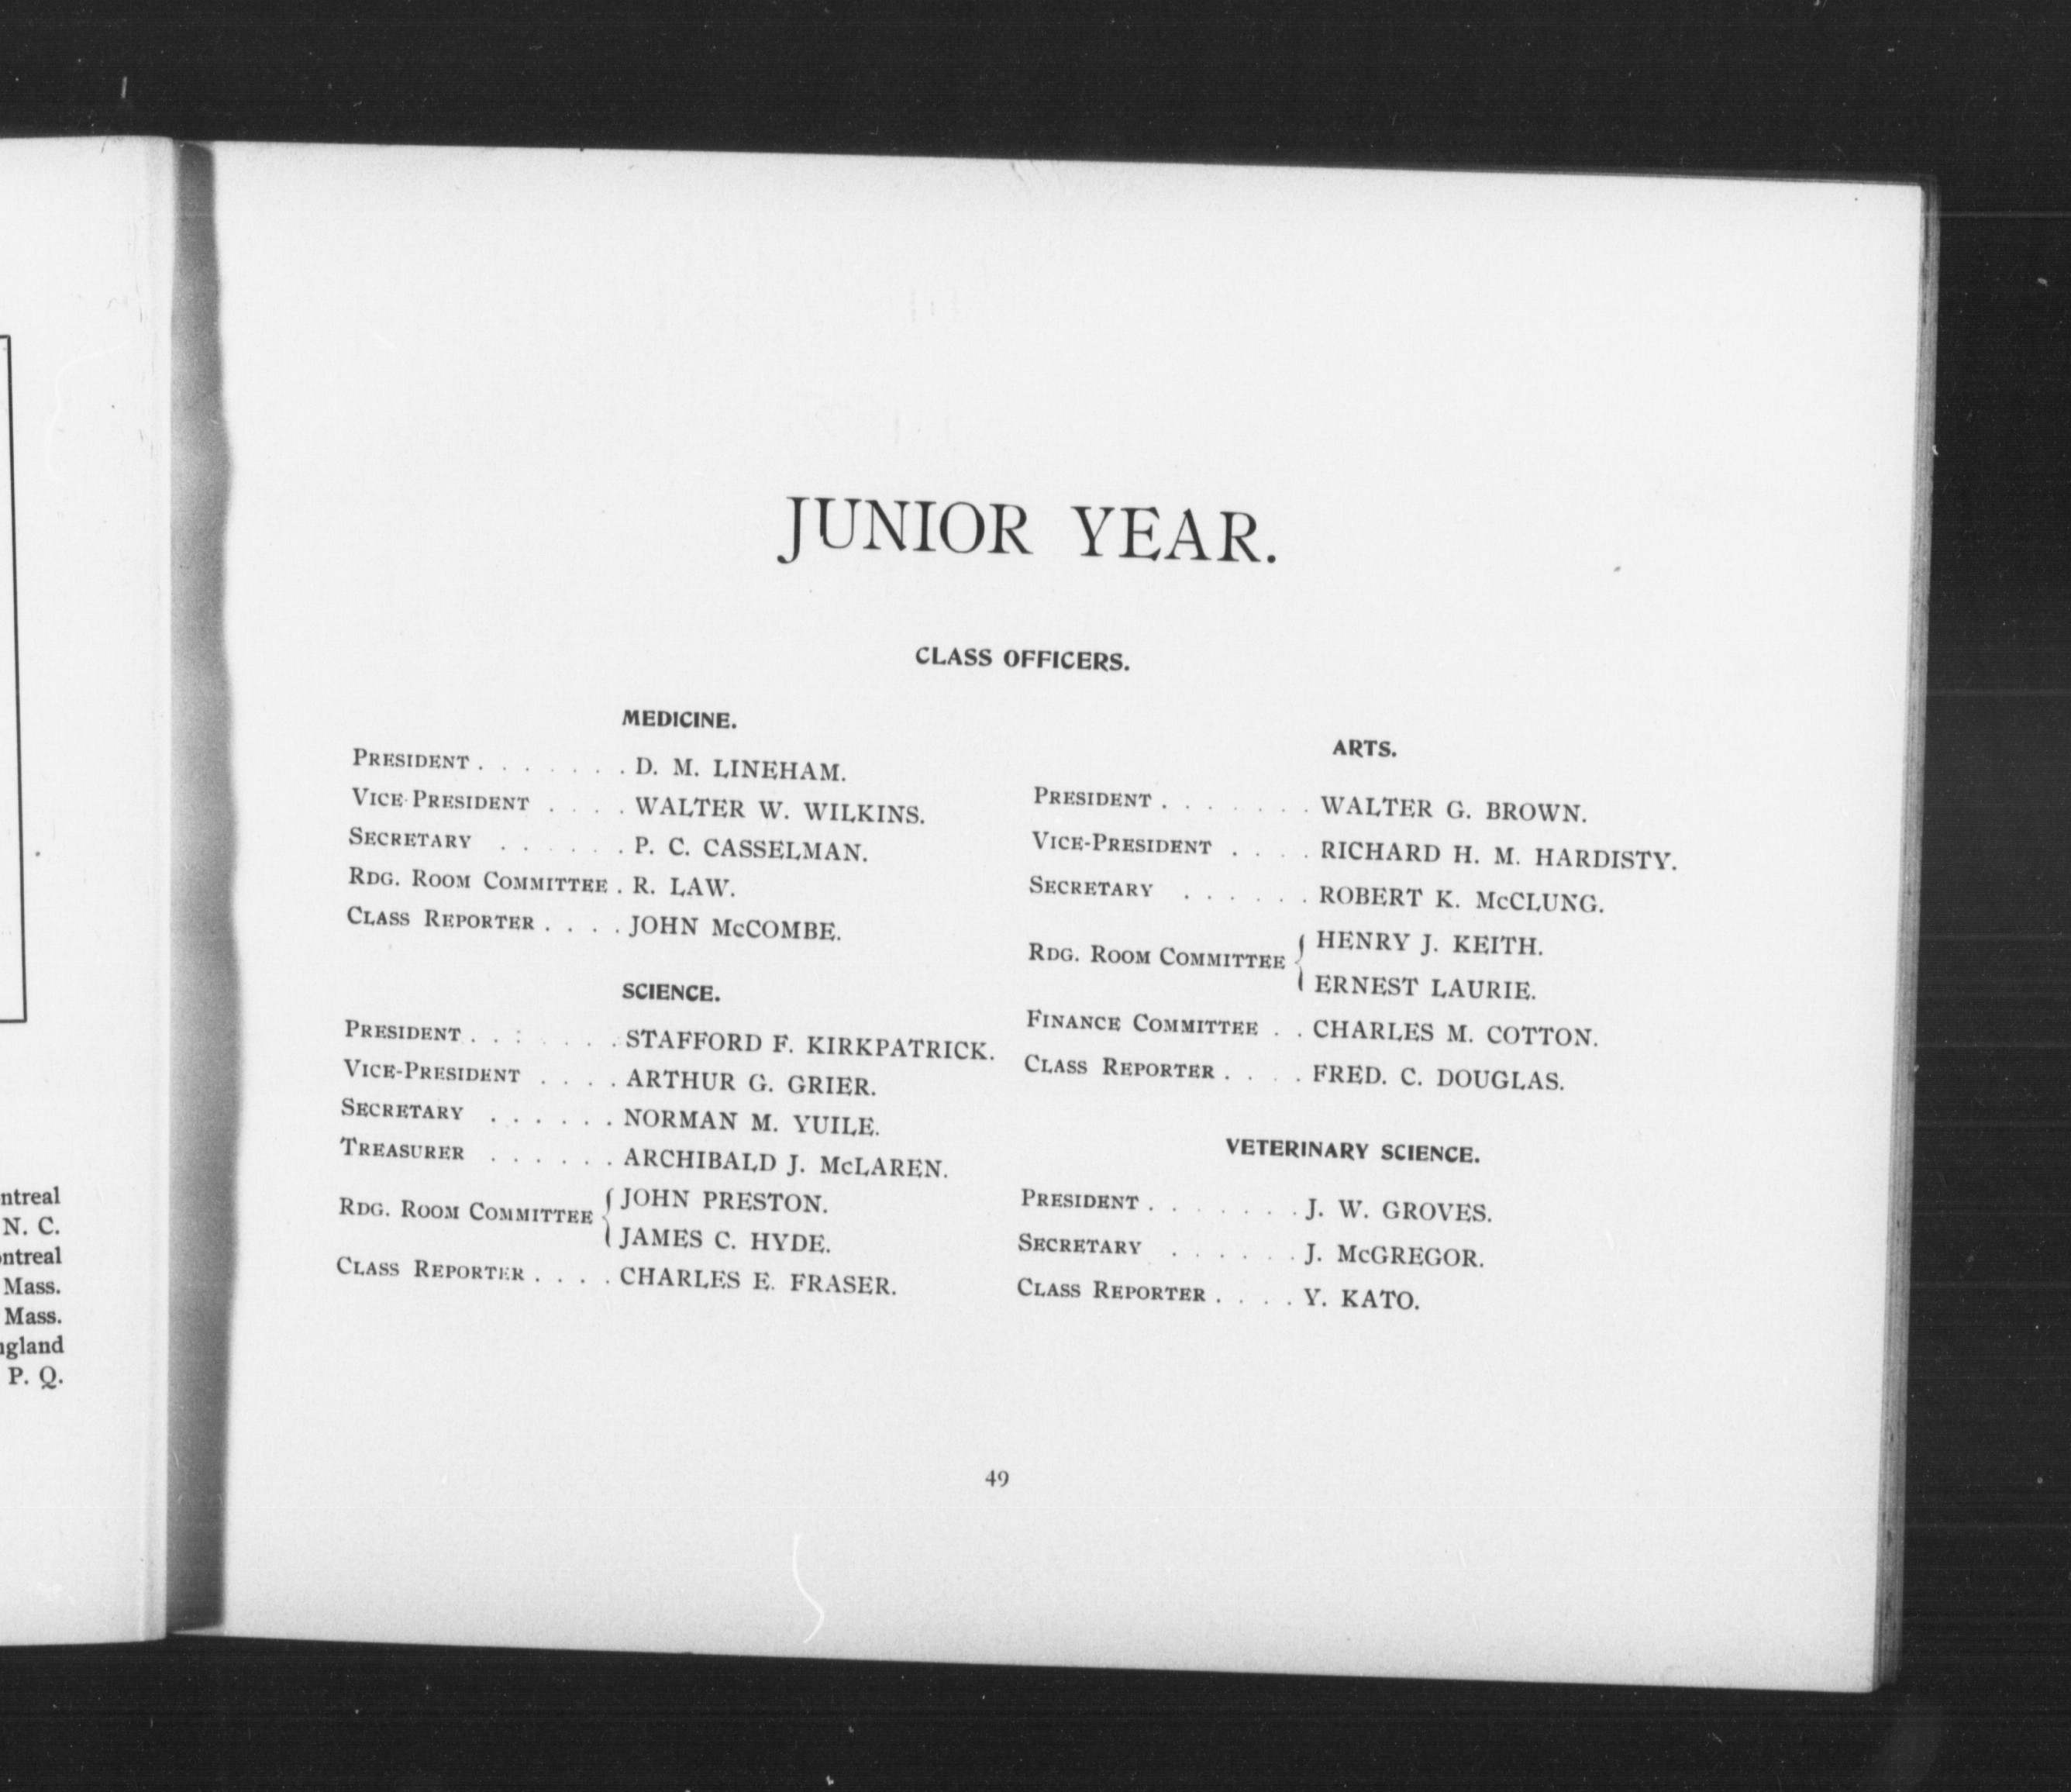 ntreal
N. C.
ntreal
Mass.
Mass.
gland
P. Q.
JUNIOR YEAR.
CLASS OFFICERS.
MEDICINE.
PRESIDENT . . . . . . . D. M. LINEHAM.
VICE-PRESIDENT . . . . WALTER W. WILKINS.
SECRETARY . . . . . . P. C. CASSELMAN.
RDG. ROOM COMMITTEE . R. LAW.
CLASS REPORTER . . . . JOHN McCOMBE.
SCIENCE.
PRESIDENT . . . . . . . STAFFORD F. KIRKPATRICK.
VICE-PRESIDENT . . . . ARTHUR G. GRIER.
SECRETARY . . . . . . NORMAN M. YUILE.
TREASURER . . . . . . ARCHIBALD J. McLAREN.
RDG. ROOM COMMITTEE { JOHN PRESTON.
JAMES C. HYDE.
CLASS REPORTER . . . . CHARLES E. FRASER.
ARTS.
PRESIDENT . . . . . . . WALTER G. BROWN.
VICE-PRESIDENT . . . . RICHARD H. M. HARDISTY.
SECRETARY . . . . . . ROBERT K. McCLUNG.
RDG. ROOM COMMITTEE { HENRY J. KEITH.
ERNEST LAURIE.
FINANCE COMMITTEE . . CHARLES M. COTTON.
CLASS REPORTER . . . . FRED. C. DOUGLAS.
VETERINARY SCIENCE.
PRESIDENT . . . . . . . J. W. GROVES.
SECRETARY . . . . . . J. McGREGOR.
CLASS REPORTER . . . . Y. KATO.
49